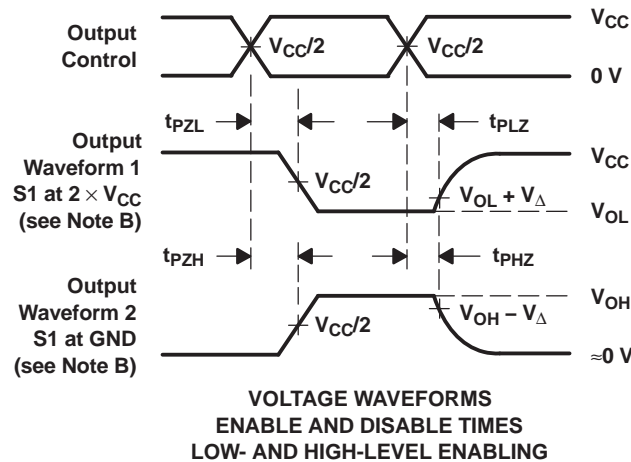 Output
Control
V_CC/2
V_CC/2
V_CC
0 V
t_PZL
t_PLZ
Output
Waveform 1
S1 at 2 × V_CC
(see Note B)
V_CC/2
V_CC
V_OL + V_Δ
V_OL
t_PZH
t_PHZ
Output
Waveform 2
S1 at GND
(see Note B)
V_CC/2
V_OH
V_OH – V_Δ
≈0 V
VOLTAGE WAVEFORMS
ENABLE AND DISABLE TIMES
LOW- AND HIGH-LEVEL ENABLING